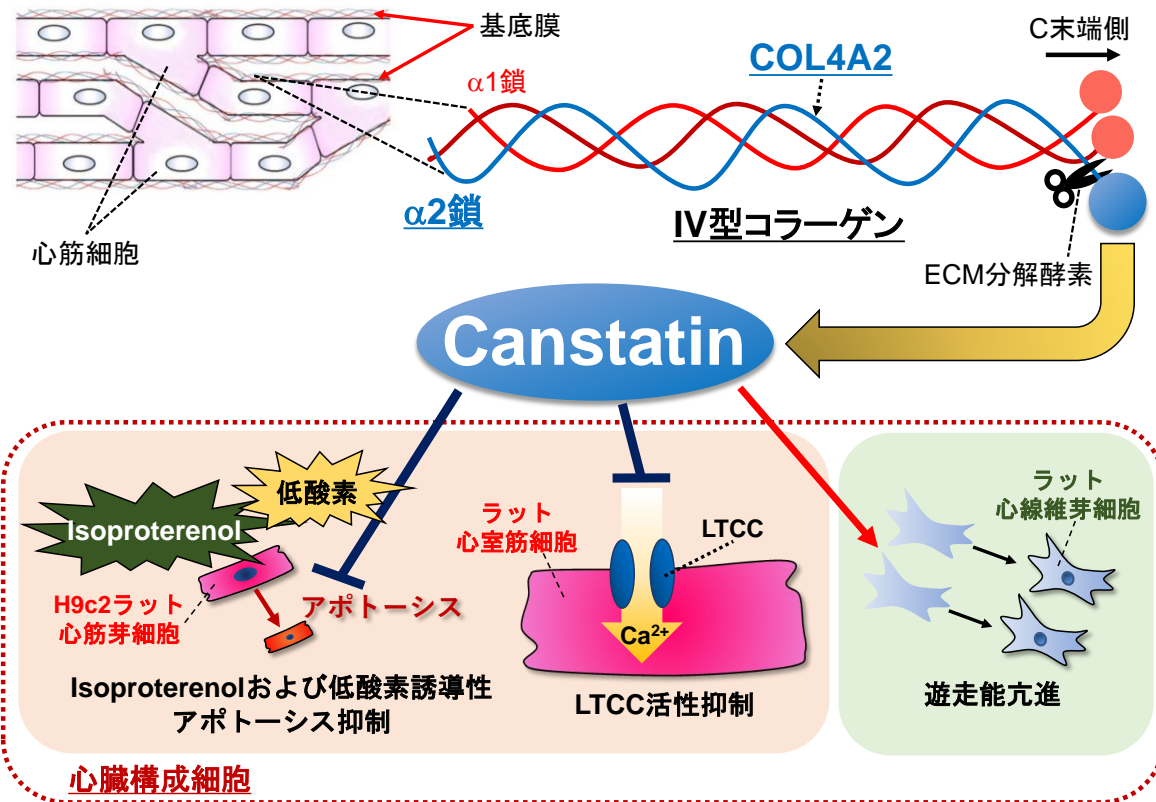 基底膜
C末端側
COL4A2
α1鎖
α2鎖
IV型コラーゲン
心筋細胞
ECM分解酵素
Canstatin
低酸素
Isoproterenol
H9c2ラット
心筋芽細胞
アポトーシス
Isoproterenolおよび低酸素誘導性
アポトーシス抑制
ラット
心室筋細胞
LTCC
Ca²⁺
LTCC活性抑制
ラット
心線維芽細胞
遊走能亢進
心臓構成細胞